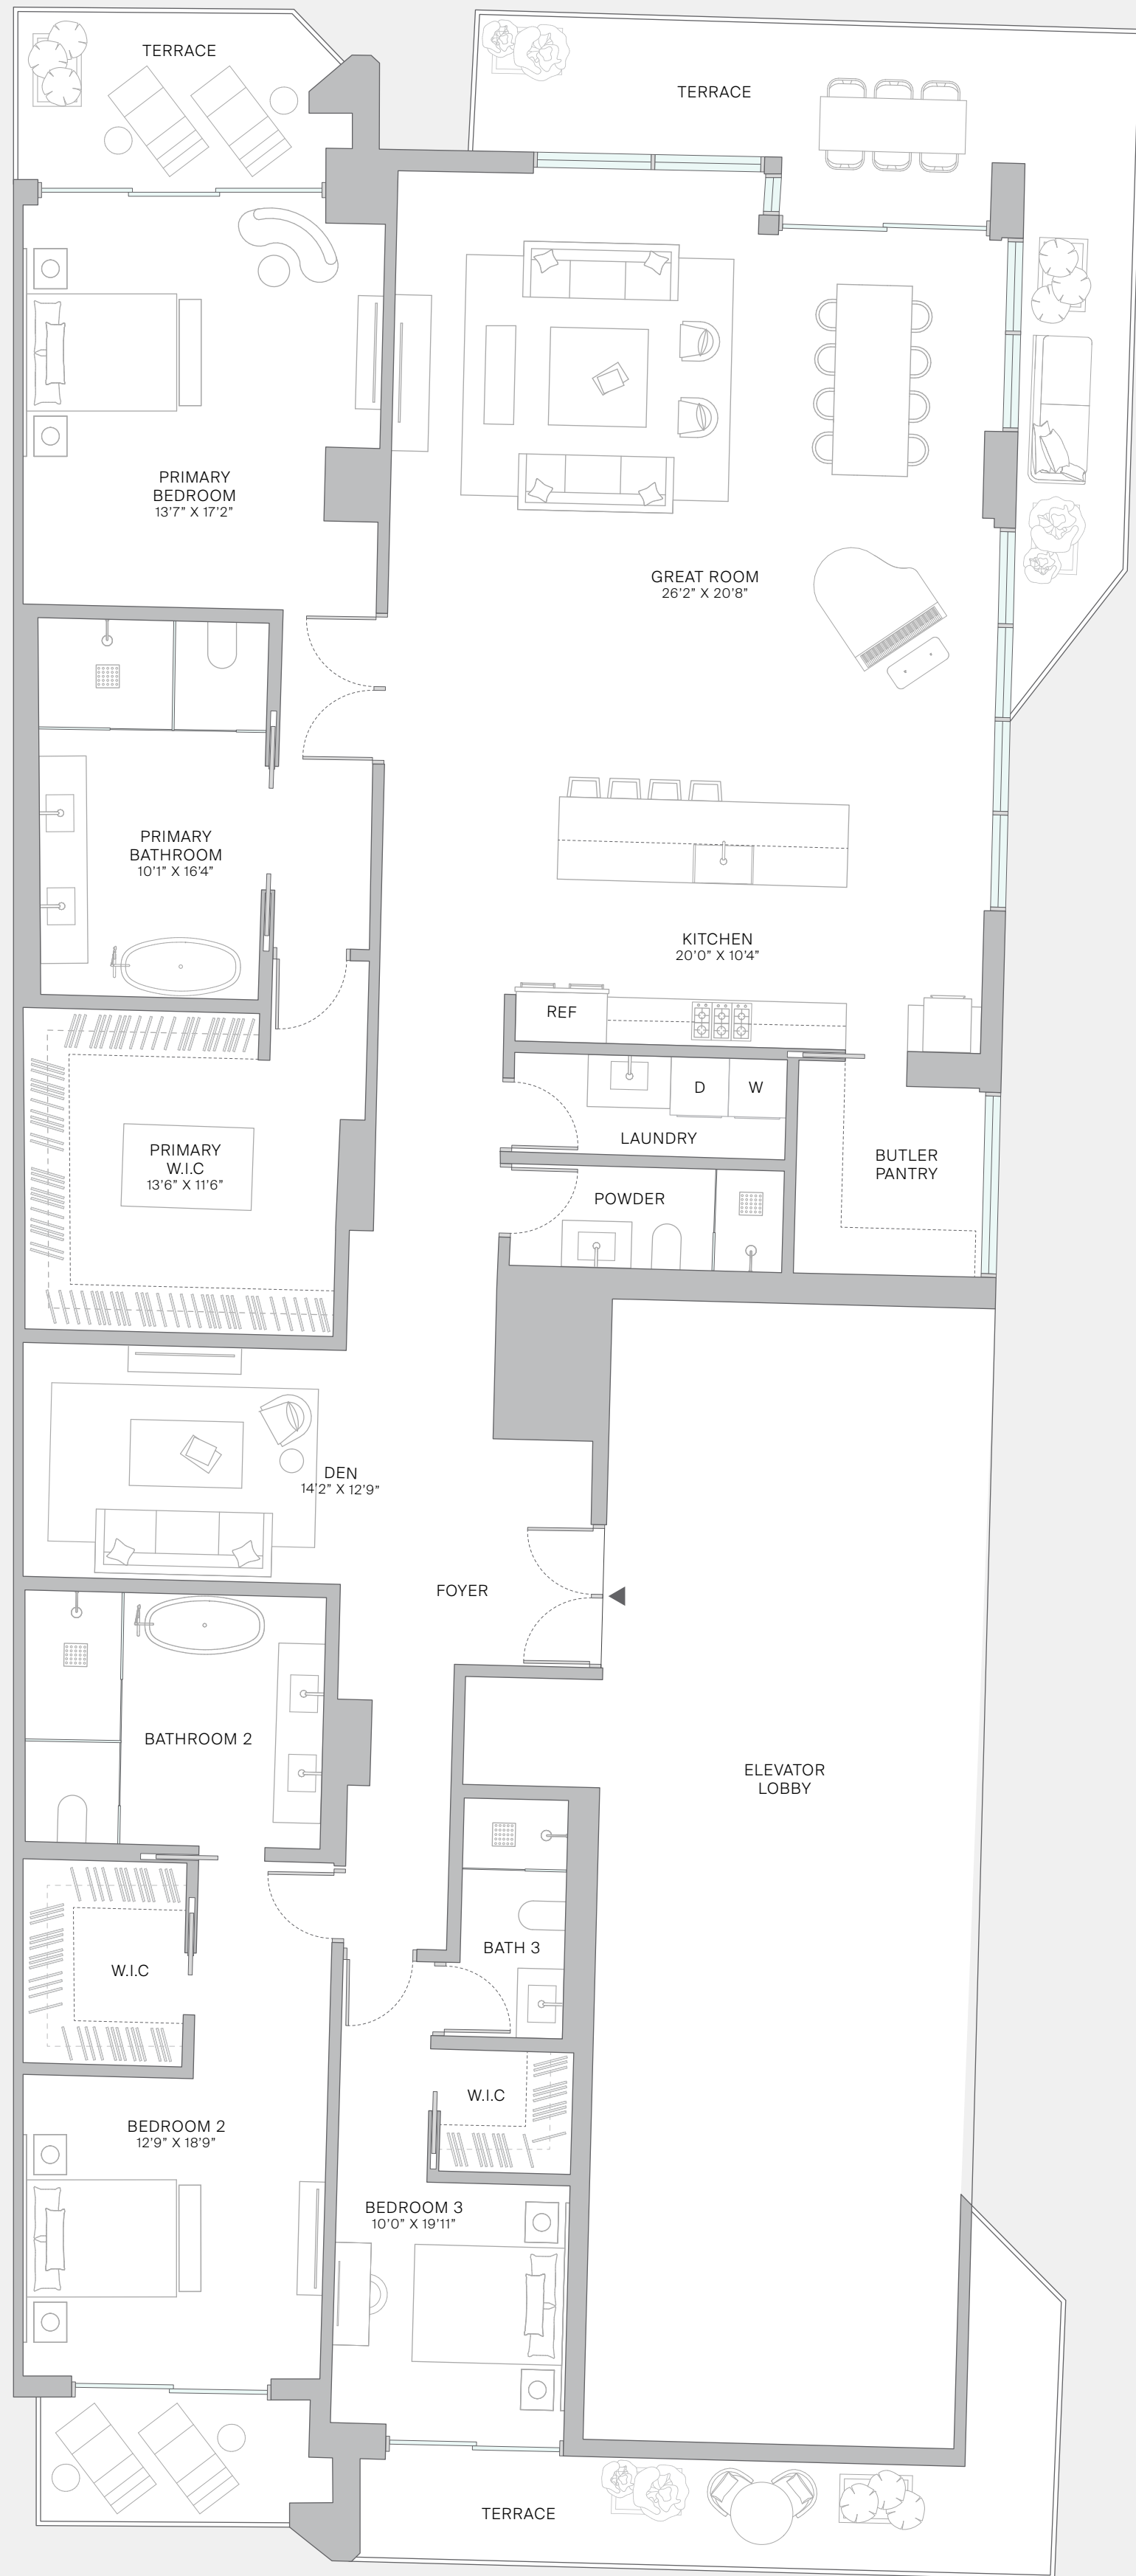 TERRACE
TERRACE
PRIMARY
BEDROOM
13'7" X 17'2"
GREAT ROOM
26'2" X 20'8"
PRIMARY
BATHROOM
10'1" X 16'4"
KITCHEN
20'0" X 10'4"
REF
D
W
LAUNDRY
PRIMARY
W.I.C
13'6" X 11'6"
BUTLER
PANTRY
POWDER
DEN
14'2" X 12'9"
FOYER
BATHROOM 2
ELEVATOR
LOBBY
BATH 3
W.I.C
W.I.C
BEDROOM 2
12'9" X 18'9"
BEDROOM 3
10'0" X 19'11"
TERRACE